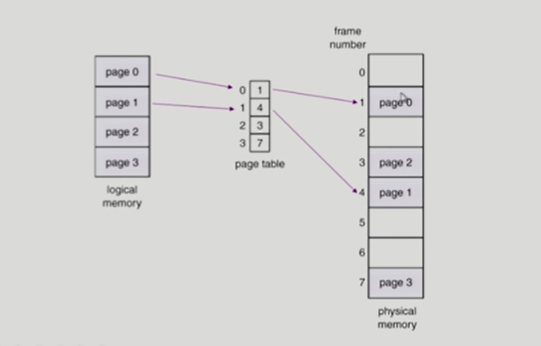 frame
number
page 0
page 1
page 2
page 3
logical
memory
0 1
1 4
2 3
3 7
page table
0
1 page 0
2
3 page 2
4 page 1
5
6
7 page 3
physical
memory